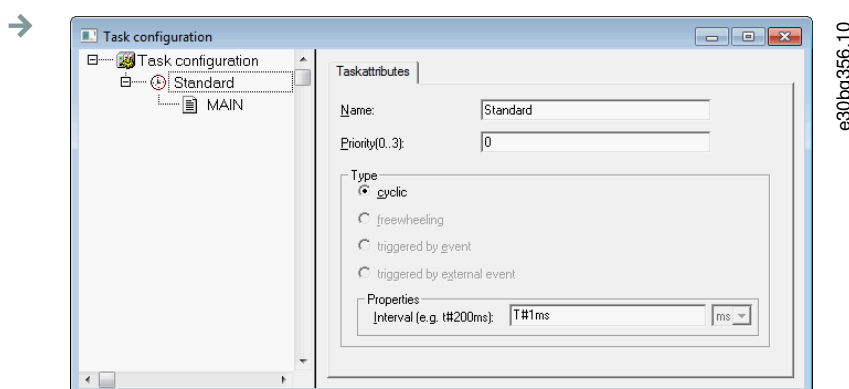 Task configuration
Task configuration
Standard
MAIN
Taskattributes
Name: Standard
Priority(0..3): 0
Type
cyclic
freewheeling
triggered by event
triggered by external event
Properties
Interval (e.g. t#200ms): T#1ms ms
e30bg356.10